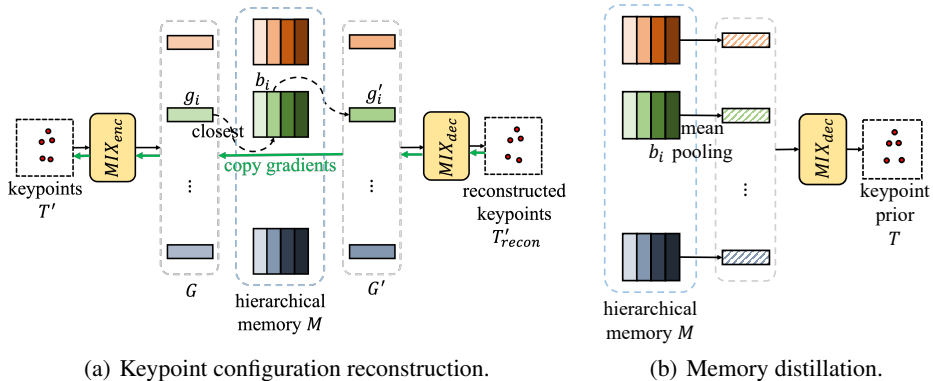 g_i
b_i
g'_i
closest
copy gradients
MIX_enc
MIX_dec
keypoints
T'
⋮
⋮
G
hierarchical
memory M
G'
reconstructed
keypoints
T'_recon
(a) Keypoint configuration reconstruction.
mean
b_i pooling
⋮
MIX_dec
keypoint
prior
T
hierarchical
memory M
(b) Memory distillation.